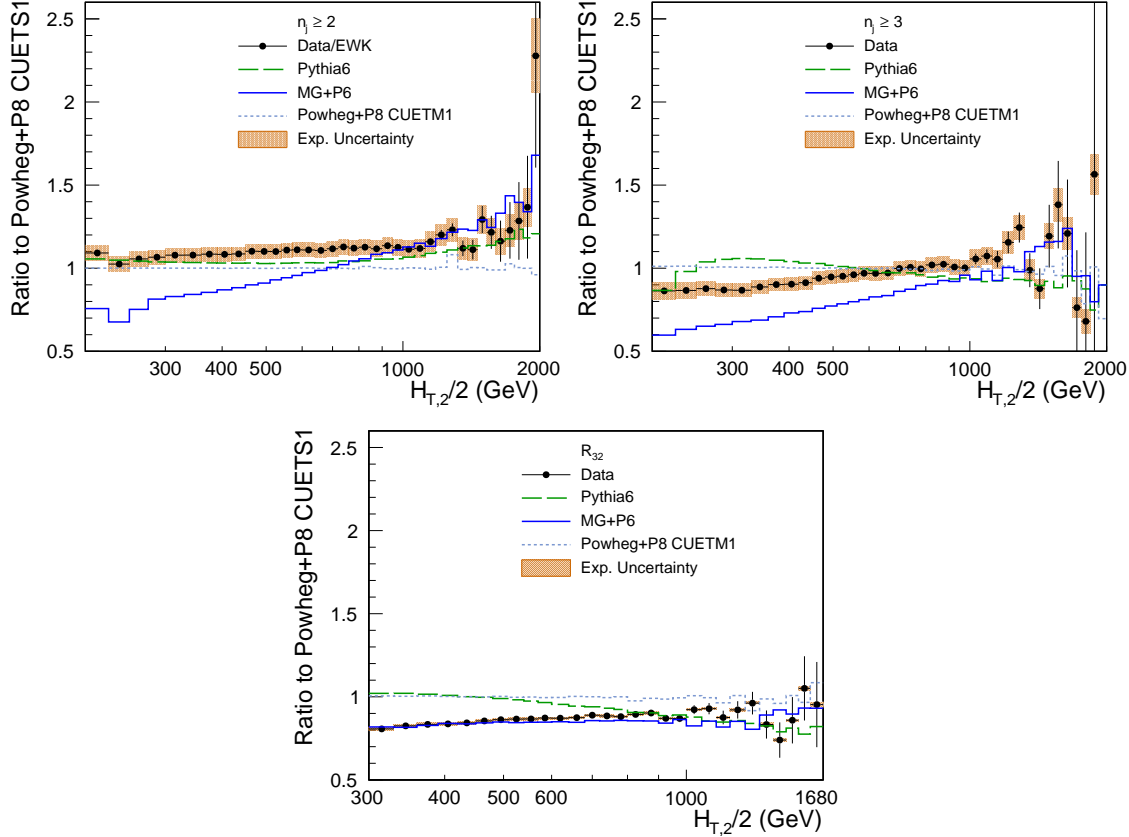 Ratio to Powheg+P8 CUETS1
2.5
2
1.5
1
0.5
n_j ≥ 2
Data/EWK
Pythia6
MG+P6
Powheg+P8 CUETM1
Exp. Uncertainty
300 400 500 1000 2000
H_T,2/2 (GeV)
Ratio to Powheg+P8 CUETS1
2.5
2
1.5
1
0.5
n_j ≥ 3
Data
Pythia6
MG+P6
Powheg+P8 CUETM1
Exp. Uncertainty
300 400 500 1000 2000
H_T,2/2 (GeV)
Ratio to Powheg+P8 CUETS1
2.5
2
1.5
1
0.5
R_32
Data
Pythia6
MG+P6
Powheg+P8 CUETM1
Exp. Uncertainty
300 400 500 600 1000 1680
H_T,2/2 (GeV)